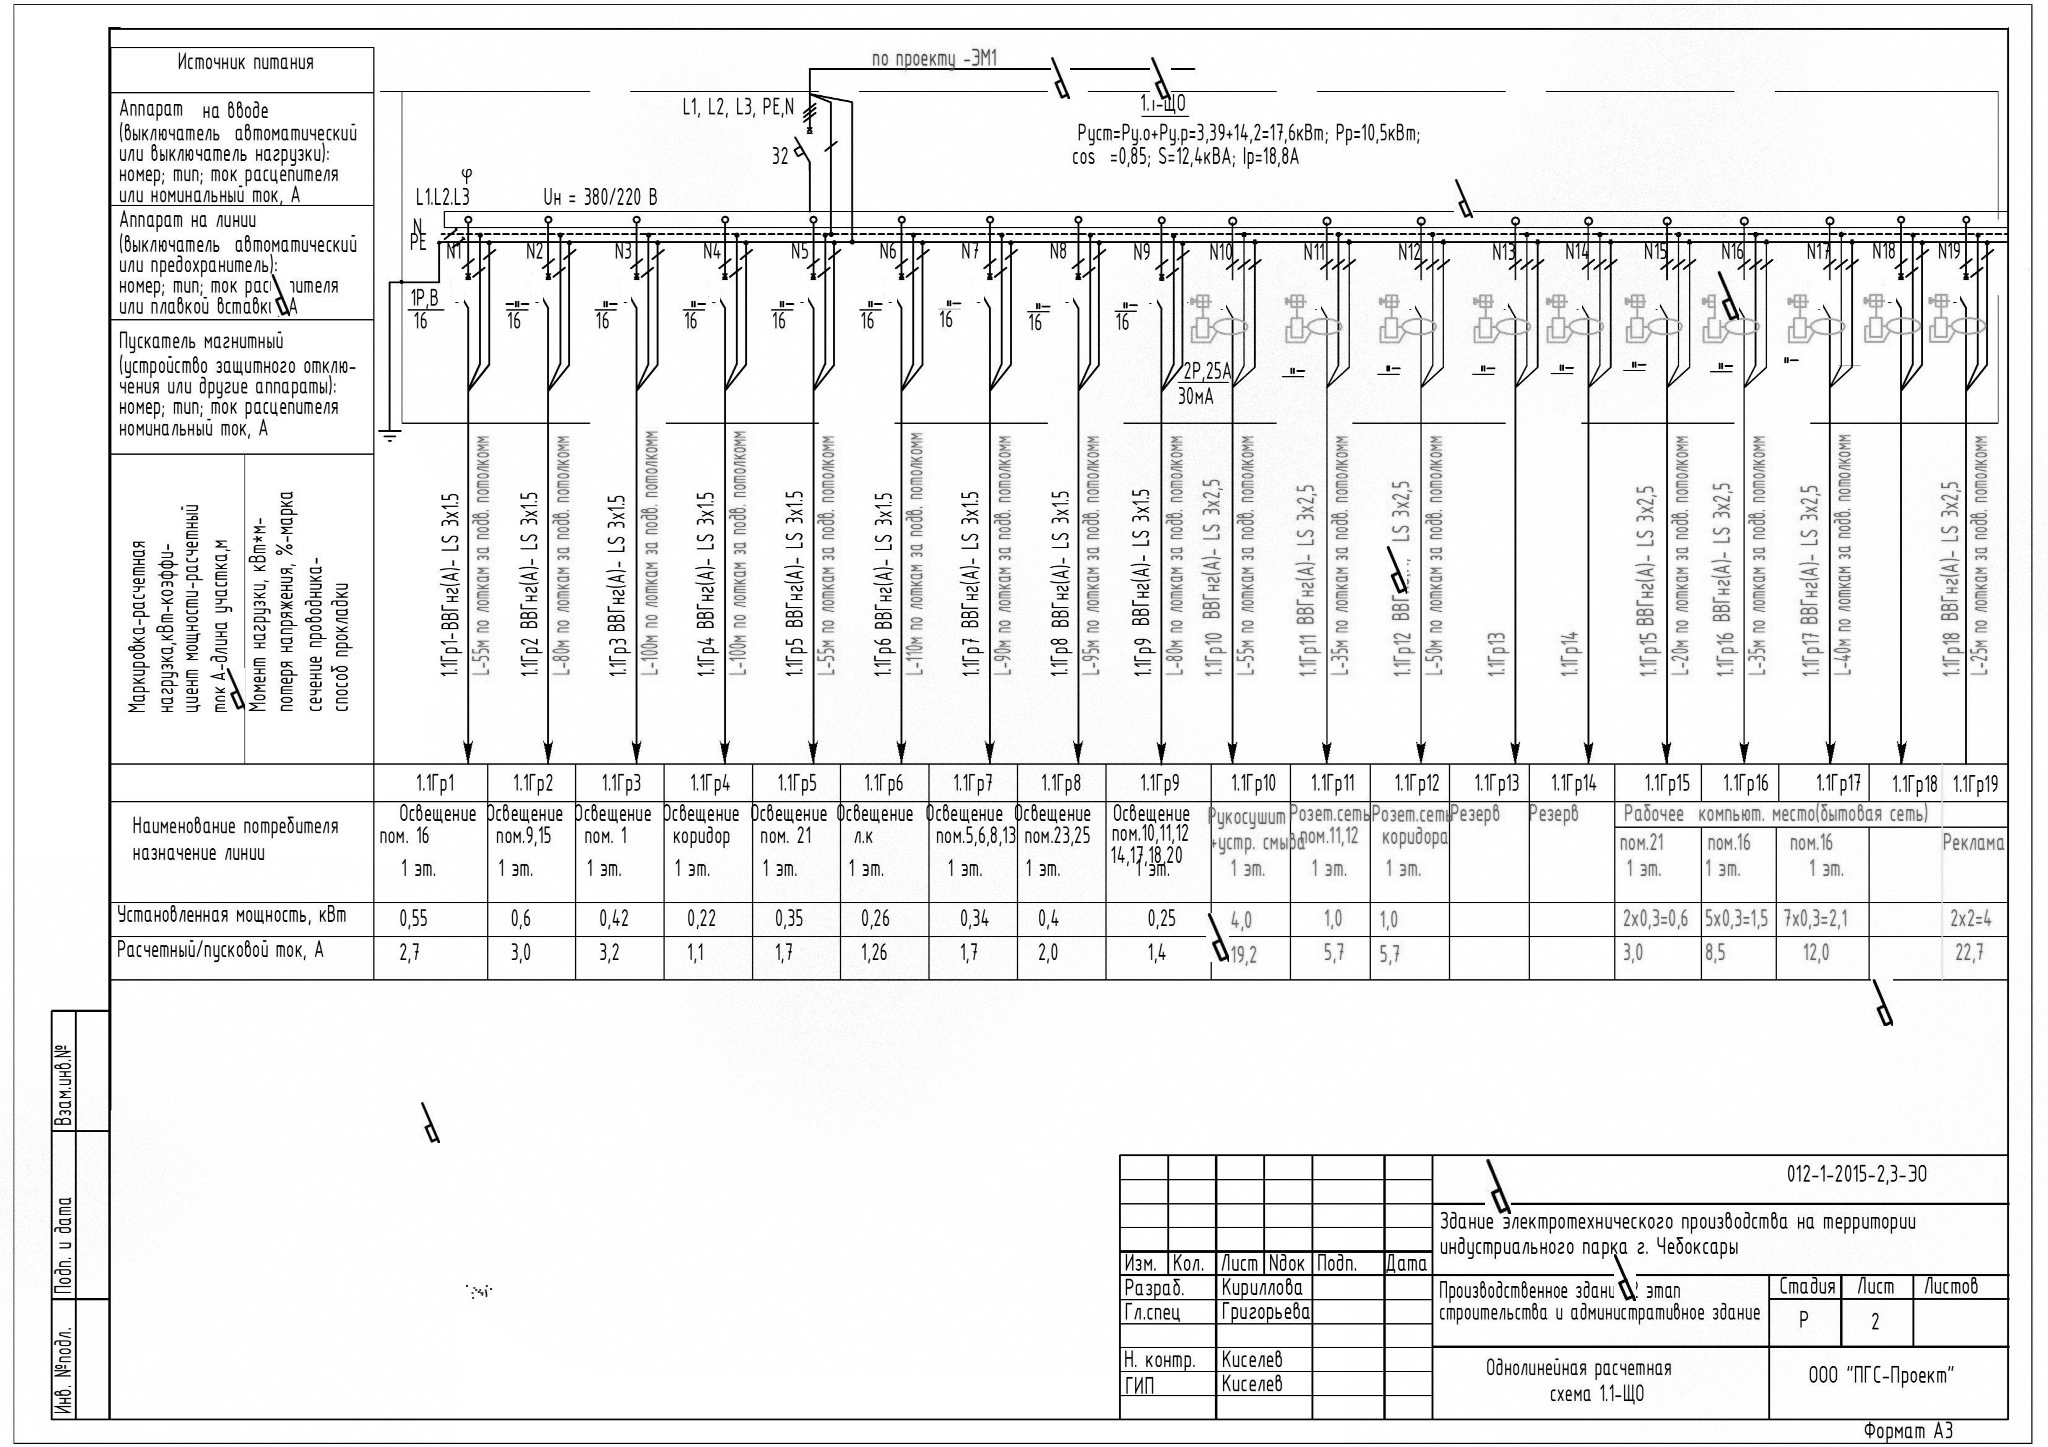 Источник питания
по проекту -ЭМ1
Аппарат на вводе
(выключатель автоматический
или выключатель нагрузки):
номер; тип; ток расцепителя
или номинальный ток, А
L1, L2, L3, PE,N
32
1.1-ЩО
Руст=Ру.о+Ру.р=3,39+14,2=17,6кВт; Рр=10,5кВт;
cos =0,85; S=12,4кВА; Iр=18,8А
φ
L1.L2.L3
Uн = 380/220 В
N
PE
Аппарат на линии
(выключатель автоматический
или предохранитель):
номер; тип; ток расцепителя
или плавкой вставки, А
N1 N2 N3 N4 N5 N6 N7 N8 N9 N10 N11 N12 N13 N14 N15 N16 N17 N18 N19
1Р,В
16
-"-
16
-"-
16
-"-
16
-"-
16
-"-
16
-"-
16
-"-
16
-"-
16
2Р,25А
30мА
-"- -"- -"- -"- -"- -"- -"-
Пускатель магнитный
(устройство защитного отклю-
чения или другие аппараты):
номер; тип; ток расцепителя
номинальный ток, А
Маркировка-расчетная
нагрузка,кВт-коэффи-
циент мощности-расчетный
ток А-длина участка,м
Момент нагрузки, кВт*м-
потеря напряжения, %-марка
сечение проводника-
способ прокладки
1.1Гр1-ВВГнг(А)- LS 3х1.5
L-55м по лоткам за подв. потолкомм
1.1Гр2 ВВГнг(А)- LS 3х1.5
L-80м по лоткам за подв. потолкомм
1.1Гр3 ВВГнг(А)- LS 3х1.5
L-100м по лоткам за подв. потолкомм
1.1Гр4 ВВГнг(А)- LS 3х1.5
L-100м по лоткам за подв. потолкомм
1.1Гр5 ВВГнг(А)- LS 3х1.5
L-55м по лоткам за подв. потолкомм
1.1Гр6 ВВГнг(А)- LS 3х1.5
L-110м по лоткам за подв. потолкомм
1.1Гр7 ВВГнг(А)- LS 3х1.5
L-90м по лоткам за подв. потолкомм
1.1Гр8 ВВГнг(А)- LS 3х1.5
L-95м по лоткам за подв. потолкомм
1.1Гр9 ВВГнг(А)- LS 3х1.5
L-80м по лоткам за подв. потолкомм
1.1Гр10 ВВГнг(А)- LS 3х2,5
L-55м по лоткам за подв. потолкомм
1.1Гр11 ВВГнг(А)- LS 3х2,5
L-35м по лоткам за подв. потолкомм
1.1Гр12 LS 3х2,5
L-50м по лоткам за подв. потолкомм
1.1Гр13
1.1Гр14
1.1Гр15 ВВГнг(А)- LS 3х2,5
L-20м по лоткам за подв. потолкомм
1.1Гр16 ВВГнг(А)- LS 3х2,5
L-35м по лоткам за подв. потолкомм
1.1Гр17 ВВГнг(А)- LS 3х2,5
L-40м по лоткам за подв. потолкомм
1.1Гр18 ВВГнг(А)- LS 3х2,5
L-25м по лоткам за подв. потолкомм
1.1Гр1 1.1Гр2 1.1Гр3 1.1Гр4 1.1Гр5 1.1Гр6 1.1Гр7 1.1Гр8 1.1Гр9 1.1Гр10 1.1Гр11 1.1Гр12 1.1Гр13 1.1Гр14 1.1Гр15 1.1Гр16 1.1Гр17 1.1Гр18 1.1Гр19
Наименование потребителя
назначение линии
Освещение
пом. 16
1 эт.
Освещение
пом.9,15
1 эт.
Освещение
пом. 1
1 эт.
Освещение
коридор
1 эт.
Освещение
пом. 21
1 эт.
Освещение
л.к
1 эт.
Освещение
пом.5,6,8,13
1 эт.
Освещение
пом.23,25
1 эт.
Освещение
пом.10,11,12
14,17,18,20
1 эт.
Рукосушит
+устр. смыва
1 эт.
Розет.сеть
пом.11,12
1 эт.
Розет.сеть
коридора
1 эт.
Резерв
Резерв
Рабочее компьют. место(бытовая сеть)
пом.21
1 эт.
пом.16
1 эт.
пом.16
1 эт.
Реклама
Установленная мощность, кВт 0,55 0,6 0,42 0,22 0,35 0,26 0,34 0,4 0,25 4,0 1,0 1,0 2х0,3=0,6 5х0,3=1,5 7х0,3=2,1 2х2=4
Расчетный/пусковой ток, А 2,7 3,0 3,2 1,1 1,7 1,26 1,7 2,0 1,4 19,2 5,7 5,7 3,0 8,5 12,0 22,7
Взам.инв.№
Подп. и дата
Инв. №подл.
012-1-2015-2,3-ЭО
Здание электротехнического производства на территории
индустриального парка г. Чебоксары
Изм. Кол. Лист Nдок Подп. Дата
Разраб. Кириллова
Гл.спец Григорьева
Н. контр. Киселев
ГИП Киселев
Производственное здани 2 этап
строительства и административное здание
Стадия Лист Листов
Р 2
Однолинейная расчетная
схема 1.1-ЩО
ООО "ПГС-Проект"
Формат А3